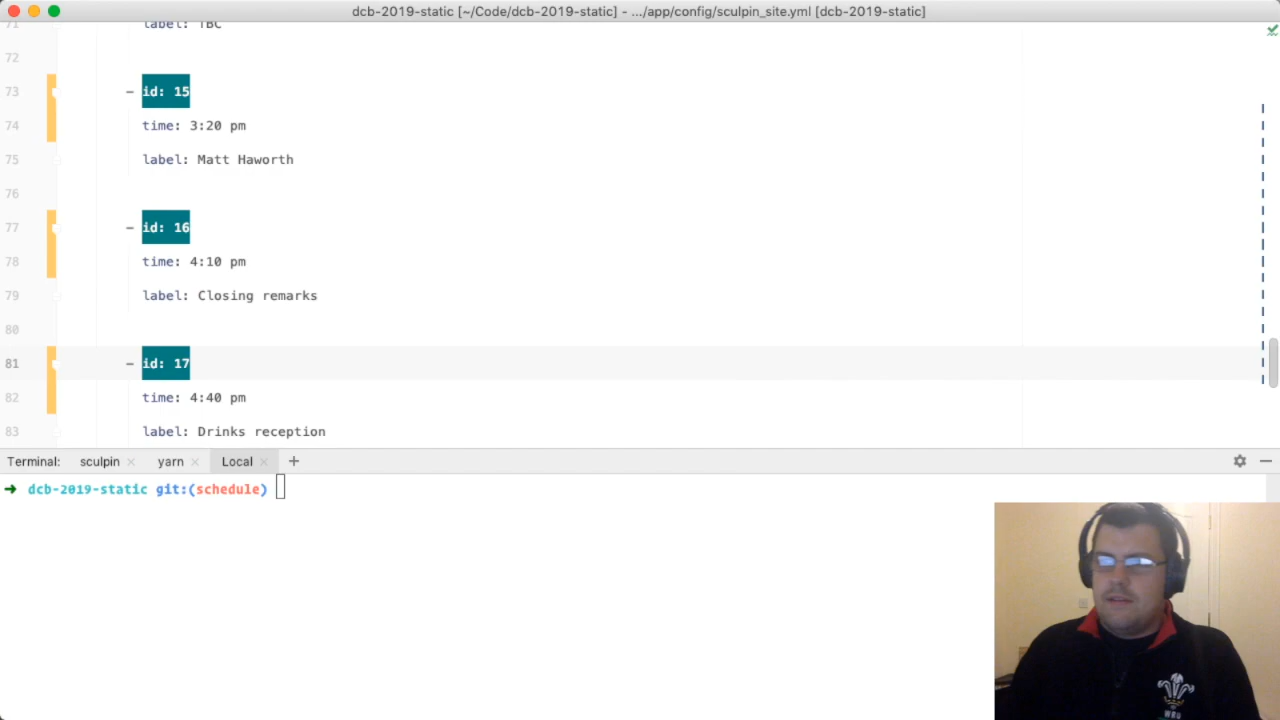 dcb-2019-static [~/Code/dcb-2019-static] - .../app/config/sculpin_site.yml [dcb-2019-static]
71 label: TBC
72
73 - id: 15
74 time: 3:20 pm
75 label: Matt Haworth
76
77 - id: 16
78 time: 4:10 pm
79 label: Closing remarks
80
81 - id: 17
82 time: 4:40 pm
83 label: Drinks reception
Terminal: sculpin × yarn × Local × +
➜ dcb-2019-static git:(schedule)
WRU